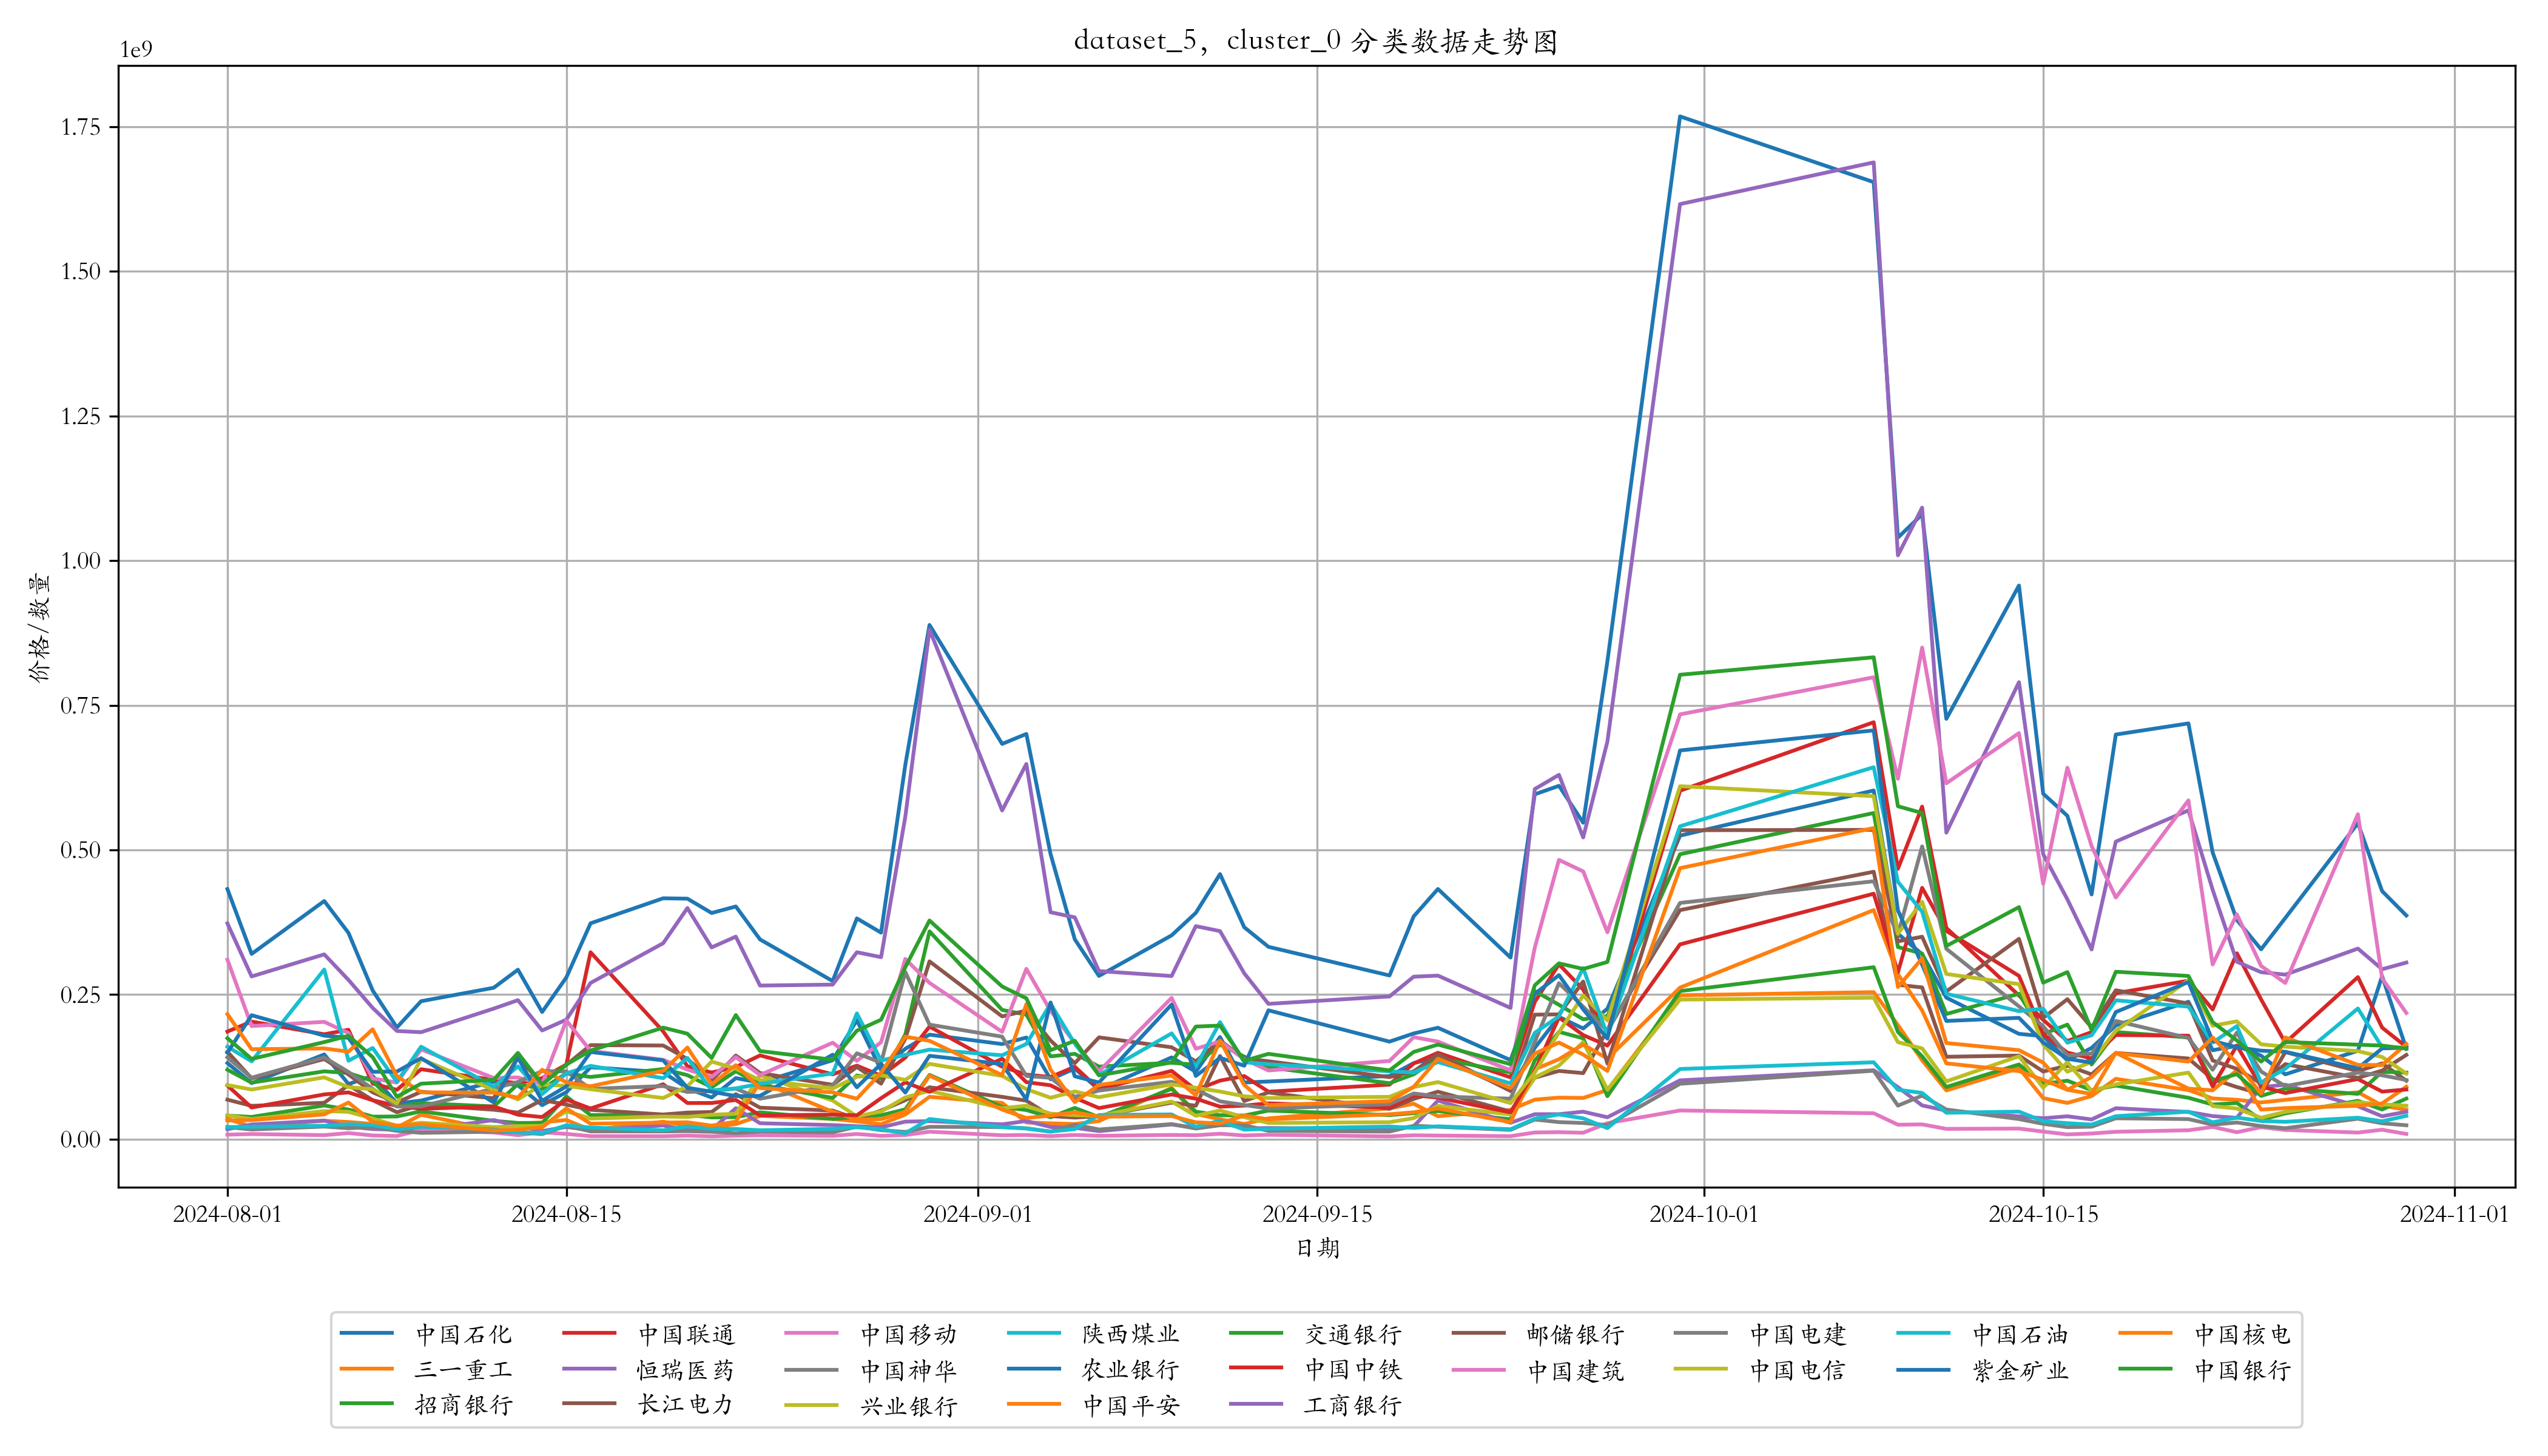 dataset_5，cluster_0 分类数据走势图
1e9
1.75
1.50
1.25
1.00
0.75
0.50
0.25
0.00
价格/数量
2024-08-01 2024-08-15 2024-09-01 2024-09-15 2024-10-01 2024-10-15 2024-11-01
日期
中国石化 中国联通 中国移动 陕西煤业 交通银行 邮储银行 中国电建 中国石油 中国核电
三一重工 恒瑞医药 中国神华 农业银行 中国中铁 中国建筑 中国电信 紫金矿业 中国银行
招商银行 长江电力 兴业银行 中国平安 工商银行